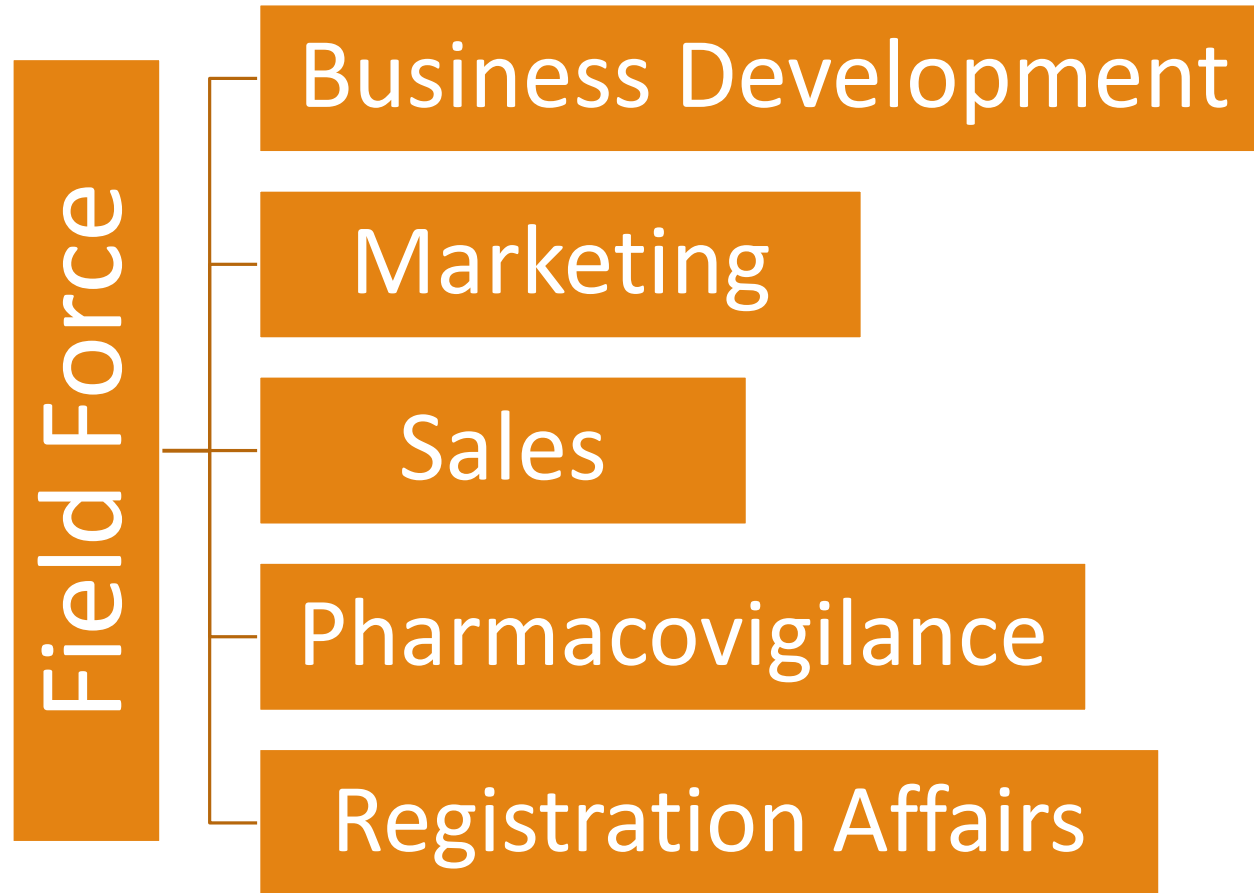 Field Force
Business Development
Marketing
Sales
Pharmacovigilance
Registration Affairs